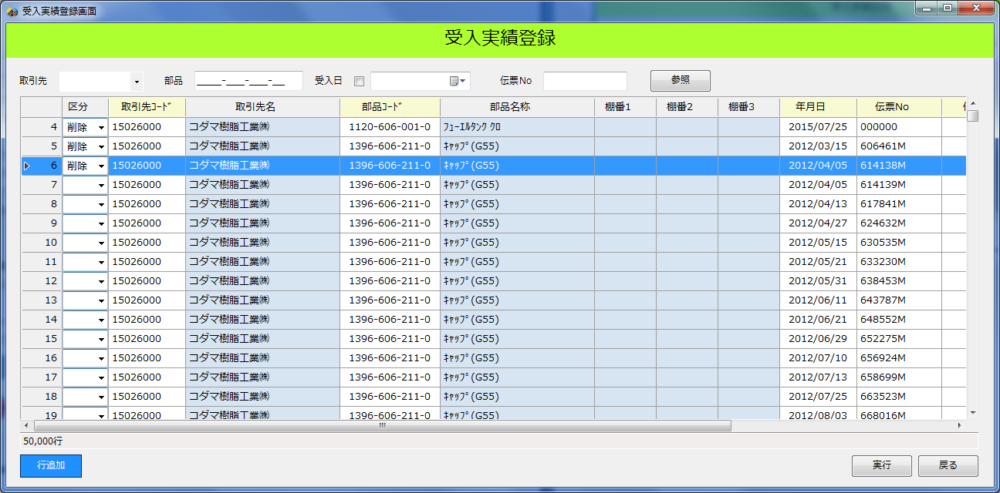 受入実績登録画面
受入実績登録
取引先 部品 ____-___-___-__ 受入日 伝票No 参照
区分 取引先ｺｰﾄﾞ 取引先名 部品ｺｰﾄﾞ 部品名称 棚番1 棚番2 棚番3 年月日 伝票No
4 削除 15026000 コダマ樹脂工業㈱ 1120-606-001-0 ﾌｭｰｴﾙﾀﾝｸ ｸﾛ 2015/07/25 000000
5 削除 15026000 コダマ樹脂工業㈱ 1396-606-211-0 ｷｬｯﾌﾟ(G55) 2012/03/15 606461M
6 削除 15026000 コダマ樹脂工業㈱ 1396-606-211-0 ｷｬｯﾌﾟ(G55) 2012/04/05 614138M
7 15026000 コダマ樹脂工業㈱ 1396-606-211-0 ｷｬｯﾌﾟ(G55) 2012/04/05 614139M
8 15026000 コダマ樹脂工業㈱ 1396-606-211-0 ｷｬｯﾌﾟ(G55) 2012/04/13 617841M
9 15026000 コダマ樹脂工業㈱ 1396-606-211-0 ｷｬｯﾌﾟ(G55) 2012/04/27 624632M
10 15026000 コダマ樹脂工業㈱ 1396-606-211-0 ｷｬｯﾌﾟ(G55) 2012/05/15 630535M
11 15026000 コダマ樹脂工業㈱ 1396-606-211-0 ｷｬｯﾌﾟ(G55) 2012/05/21 633230M
12 15026000 コダマ樹脂工業㈱ 1396-606-211-0 ｷｬｯﾌﾟ(G55) 2012/05/31 638453M
13 15026000 コダマ樹脂工業㈱ 1396-606-211-0 ｷｬｯﾌﾟ(G55) 2012/06/11 643787M
14 15026000 コダマ樹脂工業㈱ 1396-606-211-0 ｷｬｯﾌﾟ(G55) 2012/06/21 648552M
15 15026000 コダマ樹脂工業㈱ 1396-606-211-0 ｷｬｯﾌﾟ(G55) 2012/06/29 652275M
16 15026000 コダマ樹脂工業㈱ 1396-606-211-0 ｷｬｯﾌﾟ(G55) 2012/07/10 656924M
17 15026000 コダマ樹脂工業㈱ 1396-606-211-0 ｷｬｯﾌﾟ(G55) 2012/07/13 658699M
18 15026000 コダマ樹脂工業㈱ 1396-606-211-0 ｷｬｯﾌﾟ(G55) 2012/07/25 663523M
19 15026000 コダマ樹脂工業㈱ 1396-606-211-0 ｷｬｯﾌﾟ(G55) 2012/08/03 668016M
50,000行
行追加 実行 戻る